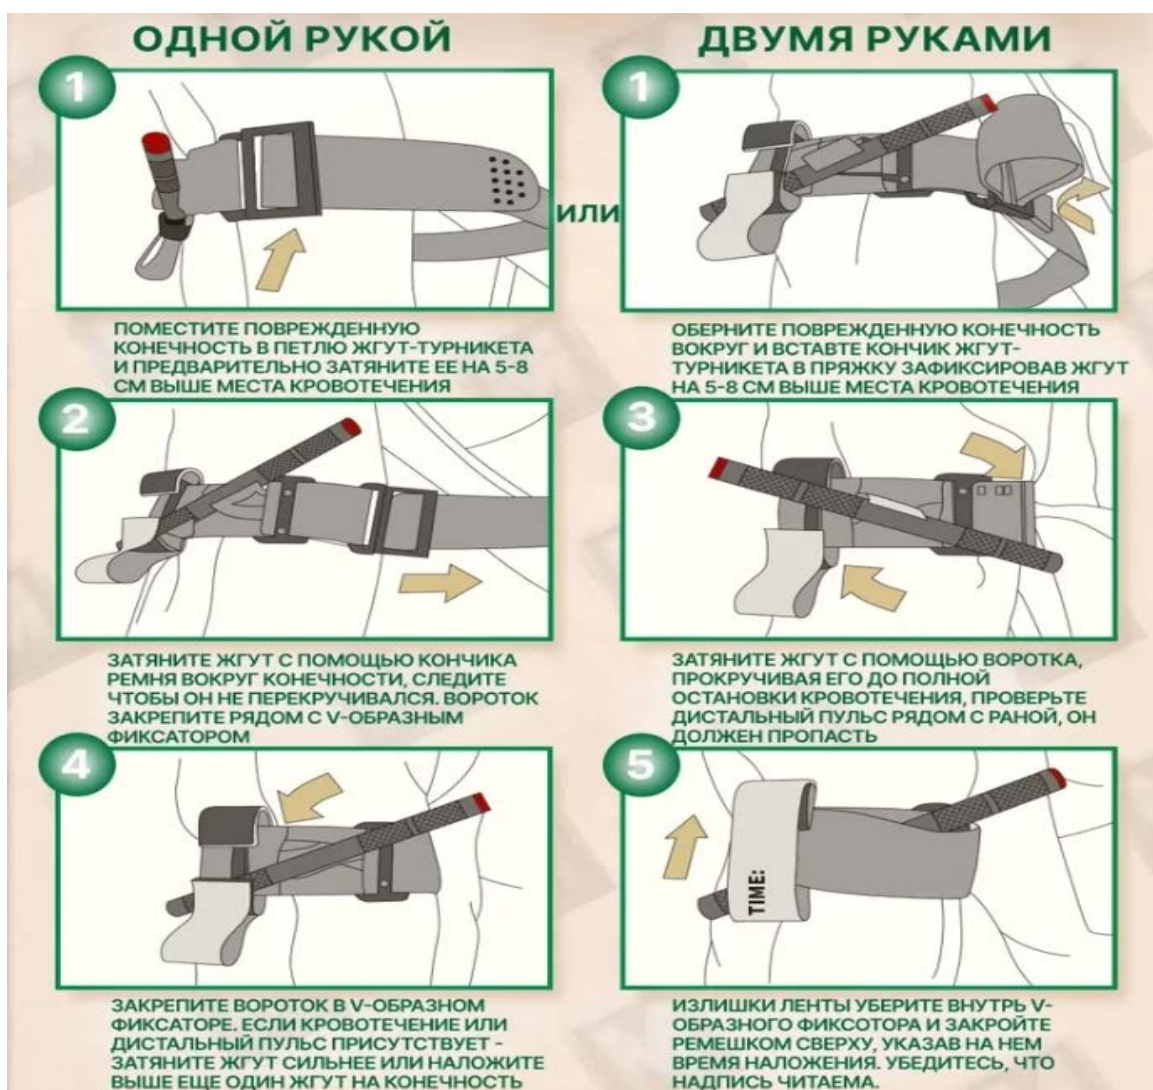 ОДНОЙ РУКОЙ
ДВУМЯ РУКАМИ
1
ПОМЕСТИТЕ ПОВРЕЖДЕННУЮ
КОНЕЧНОСТЬ В ПЕТЛЮ ЖГУТ-ТУРНИКЕТА
И ПРЕДВАРИТЕЛЬНО ЗАТЯНИТЕ ЕЕ НА 5-8
СМ ВЫШЕ МЕСТА КРОВОТЕЧЕНИЯ
ИЛИ
1
ОБЕРНИТЕ ПОВРЕЖДЕННУЮ КОНЕЧНОСТЬ
ВОКРУГ И ВСТАВТЕ КОНЧИК ЖГУТ-
ТУРНИКЕТА В ПРЯЖКУ ЗАФИКСИРОВАВ ЖГУТ
НА 5-8 СМ ВЫШЕ МЕСТА КРОВОТЕЧЕНИЯ
2
ЗАТЯНИТЕ ЖГУТ С ПОМОЩЬЮ КОНЧИКА
РЕМНЯ ВОКРУГ КОНЕЧНОСТИ, СЛЕДИТЕ
ЧТОБЫ ОН НЕ ПЕРЕКРУЧИВАЛСЯ. ВОРОТОК
ЗАКРЕПИТЕ РЯДОМ С V-ОБРАЗНЫМ
ФИКСАТОРОМ
3
ЗАТЯНИТЕ ЖГУТ С ПОМОЩЬЮ ВОРОТКА,
ПРОКРУЧИВАЯ ЕГО ДО ПОЛНОЙ
ОСТАНОВКИ КРОВОТЕЧЕНИЯ, ПРОВЕРЬТЕ
ДИСТАЛЬНЫЙ ПУЛЬС РЯДОМ С РАНОЙ, ОН
ДОЛЖЕН ПРОПАСТЬ
4
ЗАКРЕПИТЕ ВОРОТОК В V-ОБРАЗНОМ
ФИКСАТОРЕ. ЕСЛИ КРОВОТЕЧЕНИЕ ИЛИ
ДИСТАЛЬНЫЙ ПУЛЬС ПРИСУТСТВУЕТ -
ЗАТЯНИТЕ ЖГУТ СИЛЬНЕЕ ИЛИ НАЛОЖИТЕ
ВЫШЕ ЕЩЕ ОДИН ЖГУТ НА КОНЕЧНОСТЬ
5
TIME:
ИЗЛИШКИ ЛЕНТЫ УБЕРИТЕ ВНУТРЬ V-
ОБРАЗНОГО ФИКСОТОРА И ЗАКРОЙТЕ
РЕМЕШКОМ СВЕРХУ, УКАЗАВ НА НЕМ
ВРЕМЯ НАЛОЖЕНИЯ. УБЕДИТЕСЬ, ЧТО
НАДПИСЬ ЧИТАЕМА.